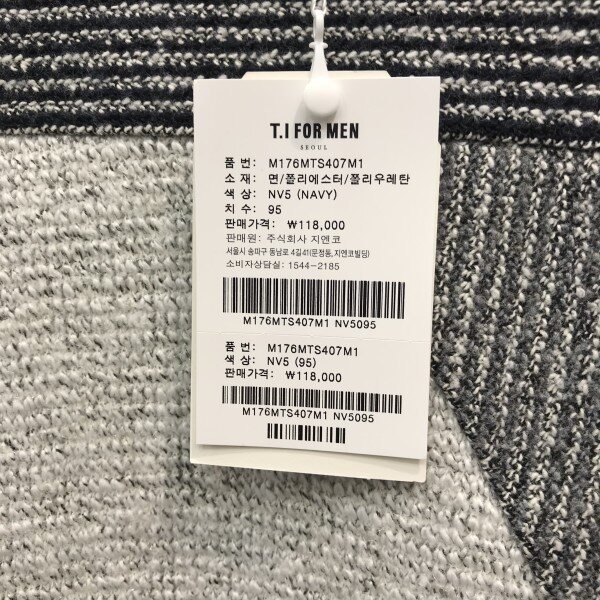 T.I FOR MEN
SEOUL
품 번: M176MTS407M1
소 재: 면/폴리에스터/폴리우레탄
색 상: NV5 (NAVY)
치 수: 95
판매가격: ₩118,000
판매원: 주식회사 지엔코
서울시 송파구 동남로 4길41(문정동,지엔코빌딩)
소비자상담실: 1544-2185
M176MTS407M1 NV5095
품 번: M176MTS407M1
색 상: NV5 (95)
판매가격: ₩118,000
M176MTS407M1 NV5095